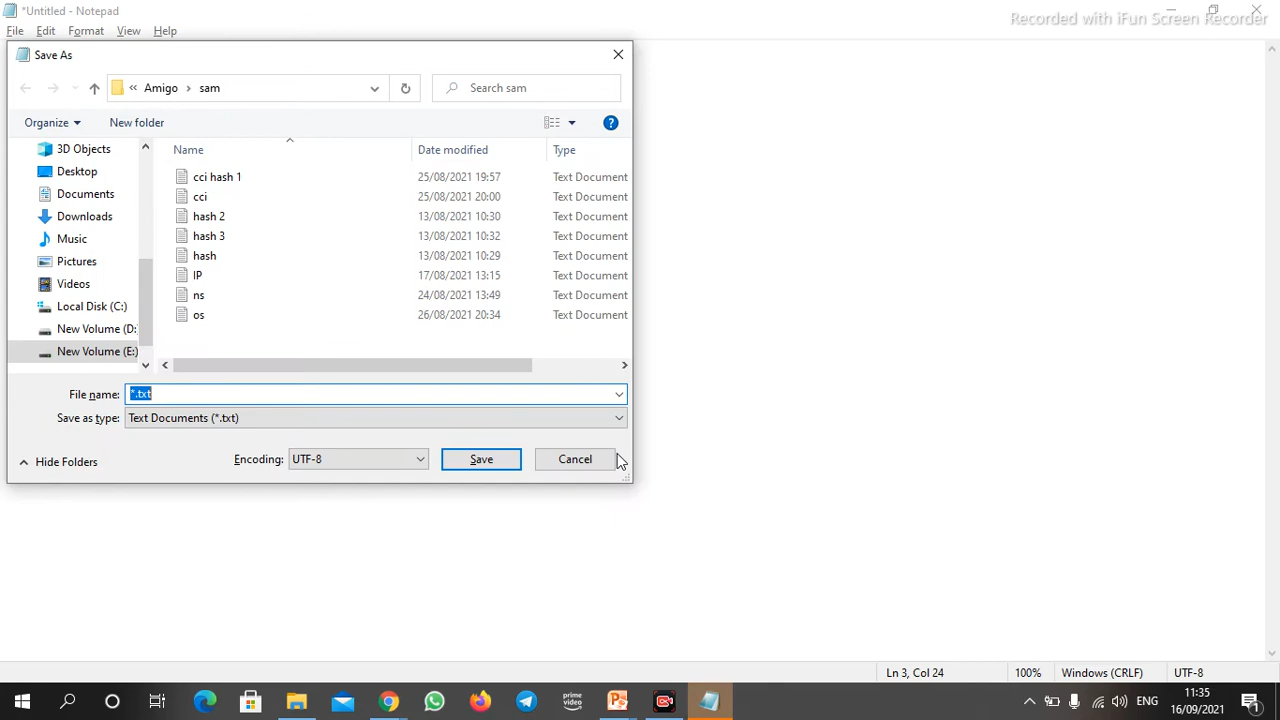 *Untitled - Notepad
Recorded with iFun Screen Recorder
File Edit Format View Help
Save As
« Amigo › sam
Search sam
Organize New folder
Name Date modified Type
3D Objects
Desktop
Documents
Downloads
Music
Pictures
Videos
Local Disk (C:)
New Volume (D:
New Volume (E:)
cci hash 1 25/08/2021 19:57 Text Document
cci 25/08/2021 20:00 Text Document
hash 2 13/08/2021 10:30 Text Document
hash 3 13/08/2021 10:32 Text Document
hash 13/08/2021 10:29 Text Document
IP 17/08/2021 13:15 Text Document
ns 24/08/2021 13:49 Text Document
os 26/08/2021 20:34 Text Document
File name: *.txt
Save as type: Text Documents (*.txt)
Hide Folders Encoding: UTF-8 Save Cancel
Ln 3, Col 24 100% Windows (CRLF) UTF-8
prime video
ENG
11:35
16/09/2021
1